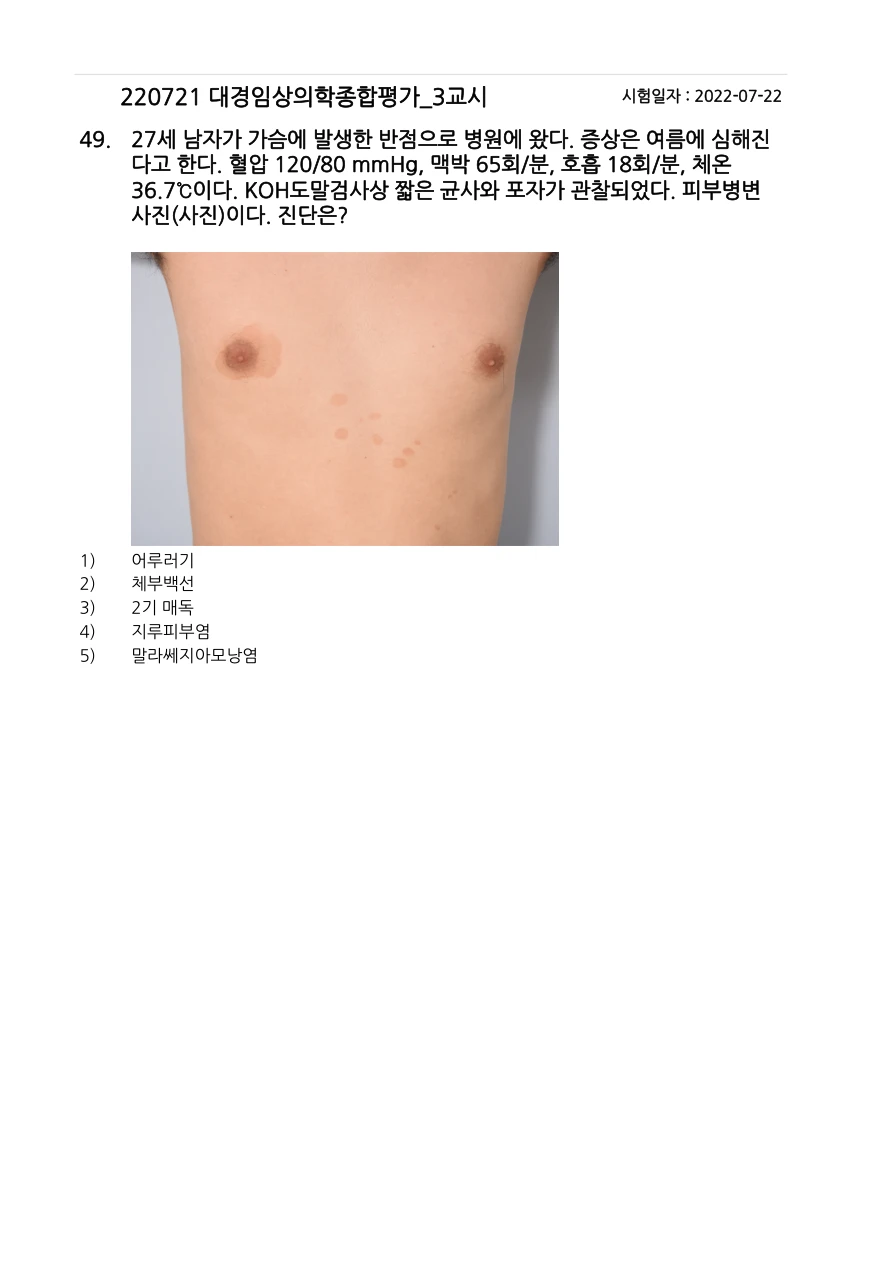 220721 대경임상의학종합평가_3교시
시험일자 : 2022-07-22
49. 27세 남자가 가슴에 발생한 반점으로 병원에 왔다. 증상은 여름에 심해진
다고 한다. 혈압 120/80 mmHg, 맥박 65회/분, 호흡 18회/분, 체온
36.7℃이다. KOH도말검사상 짧은 균사와 포자가 관찰되었다. 피부병변
사진(사진)이다. 진단은?
1) 어루러기
2) 체부백선
3) 2기 매독
4) 지루피부염
5) 말라쎄지아모낭염